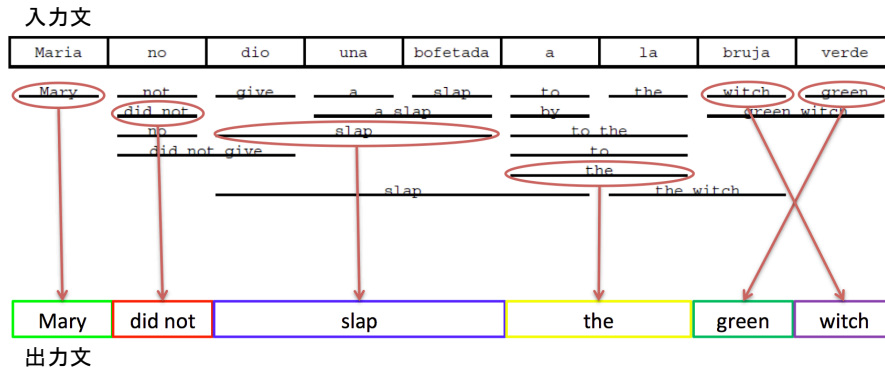 入力文
Maria no dio una bofetada a la bruja verde
Mary not give a slap to the witch green
did not a slap by green witch
no slap to the
did not give to
the
slap the witch
Mary did not slap the green witch
出力文